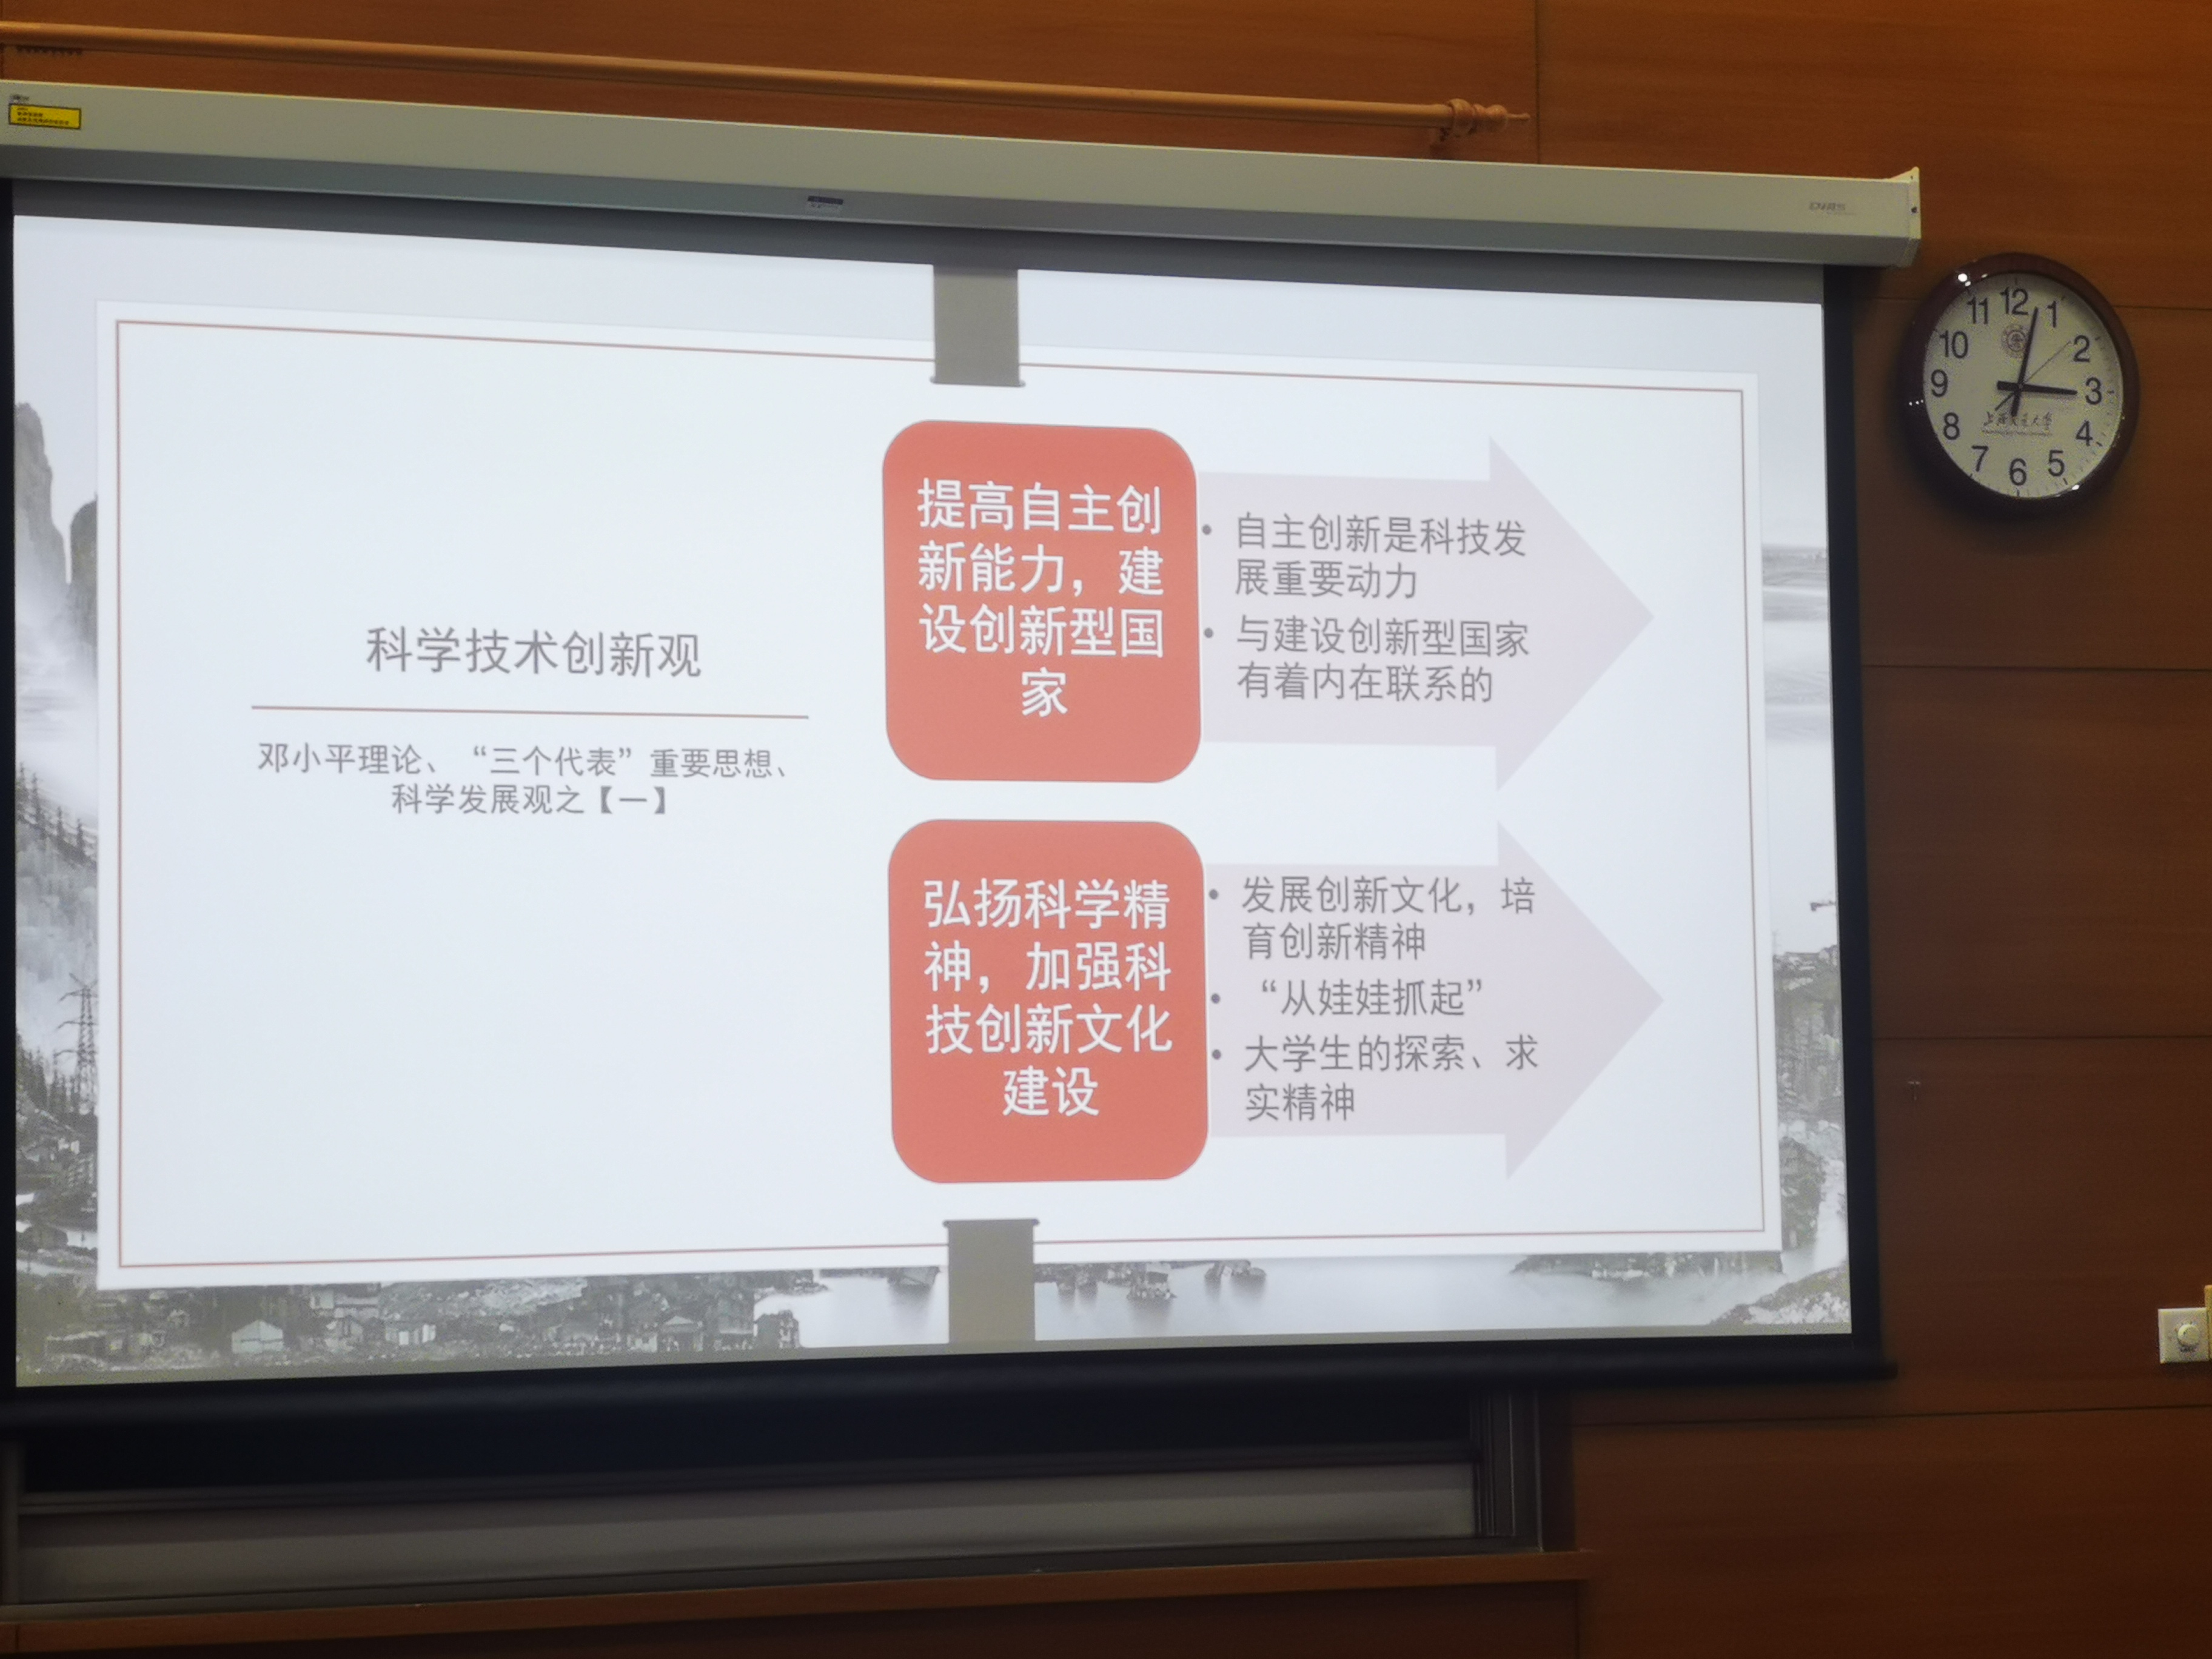 科学技术创新观
邓小平理论、“三个代表”重要思想、
科学发展观之【一】
提高自主创
新能力，建
设创新型国
家
• 自主创新是科技发
展重要动力
• 与建设创新型国家
有着内在联系的
弘扬科学精
神，加强科
技创新文化
建设
• 发展创新文化，培
育创新精神
• “从娃娃抓起”
• 大学生的探索、求
实精神
12
1
2
3
4
5
6
7
8
9
10
11
上海交通大学